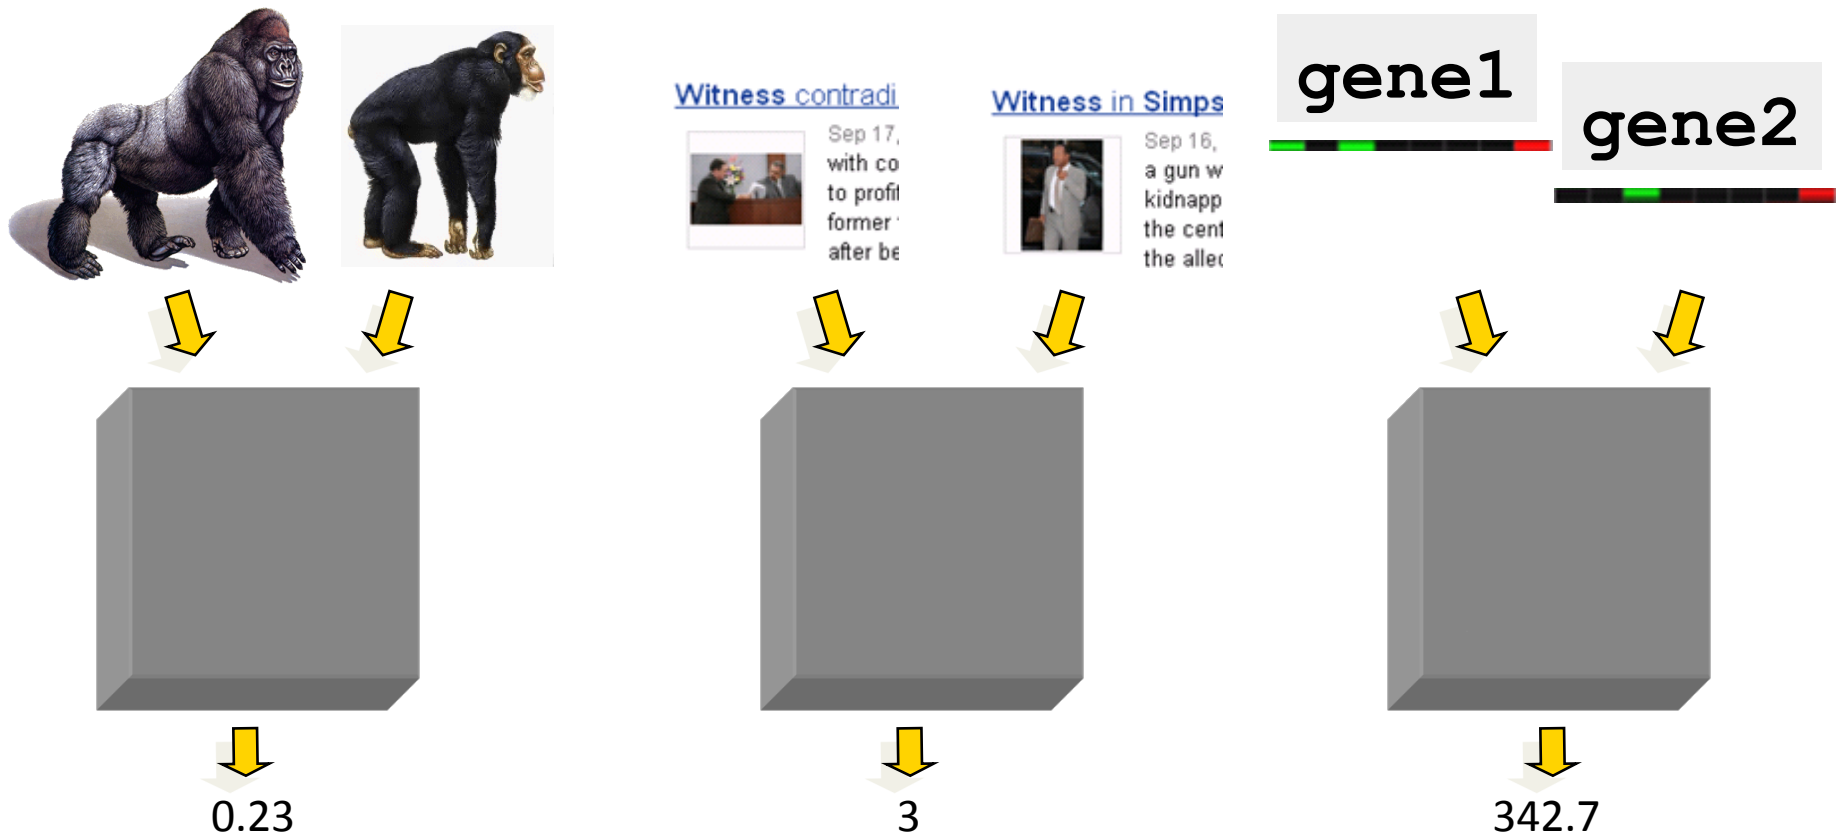 Witness contradi
Sep 17,
with co
to profi
former
after be
Witness in Simps
Sep 16,
a gun w
kidnapp
the cent
the alleg
gene1
gene2
0.23
3
342.7